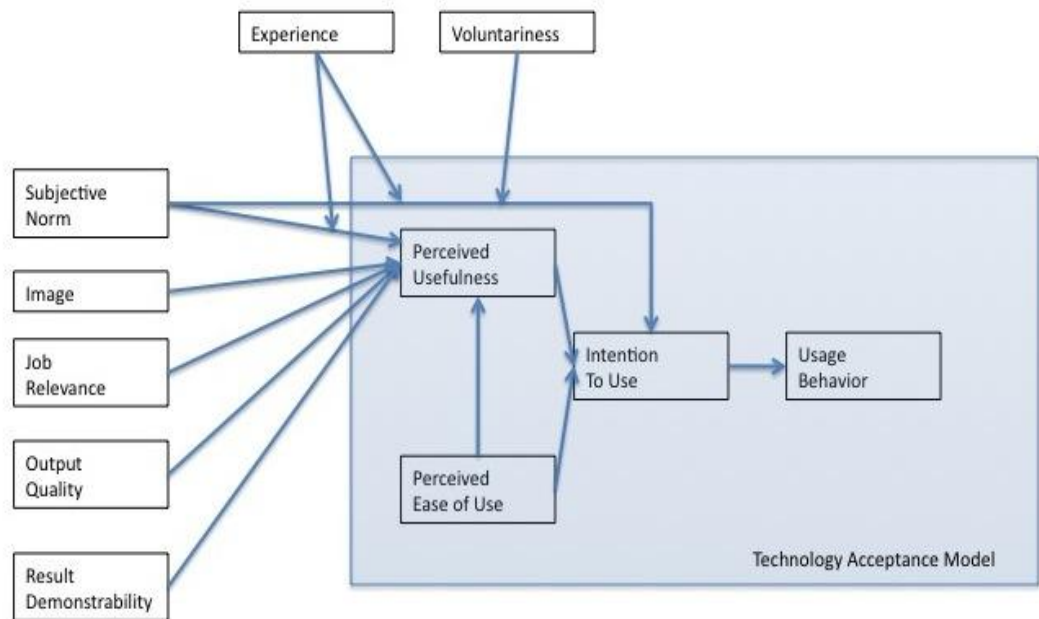 Experience
Voluntariness
Subjective
Norm
Perceived
Usefulness
Image
Job
Relevance
Intention
To Use
Usage
Behavior
Output
Quality
Perceived
Ease of Use
Result
Demonstrability
Technology Acceptance Model